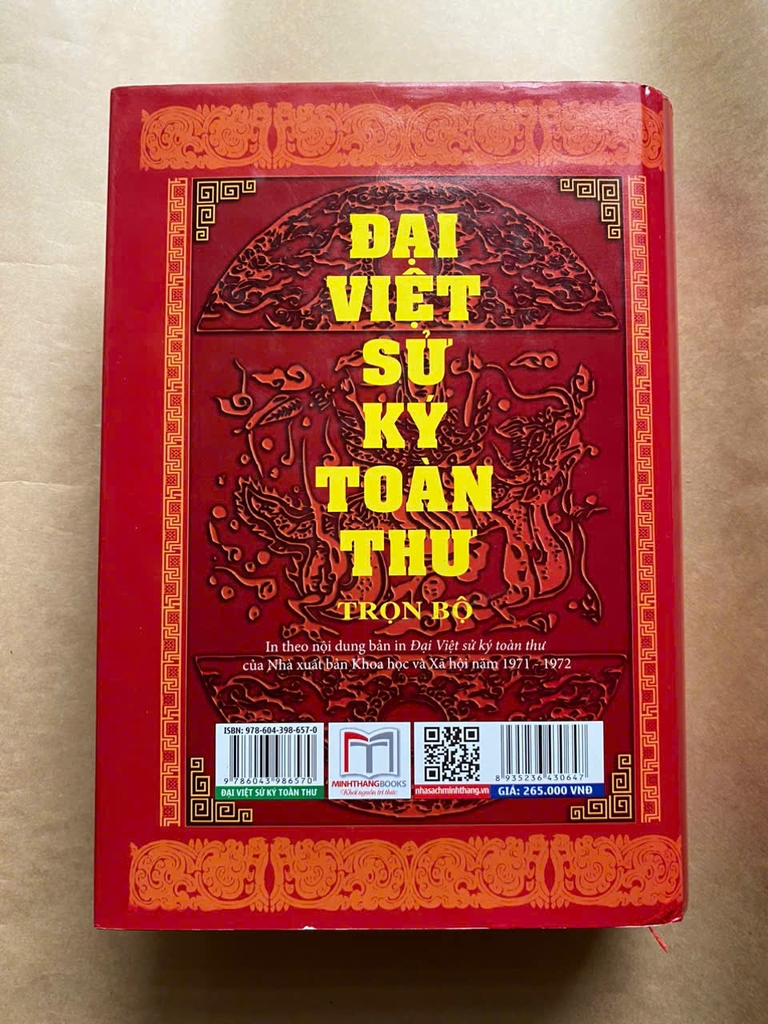 ĐẠI
VIỆT
SỬ
KÝ
TOÀN
THƯ
TRỌN BỘ
In theo nội dung bản in Đại Việt sử ký toàn thư
của Nhà xuất bản Khoa học và Xã hội năm 1971 - 1972
ISBN: 978-604-398-657-0
9 786043 986570
ĐẠI VIỆT SỬ KÝ TOÀN THƯ
MINHTHANGBOOKS
Khơi nguồn tri thức
nhasachminhthang.vn
8 935236 430647
GIÁ: 265.000 VNĐ